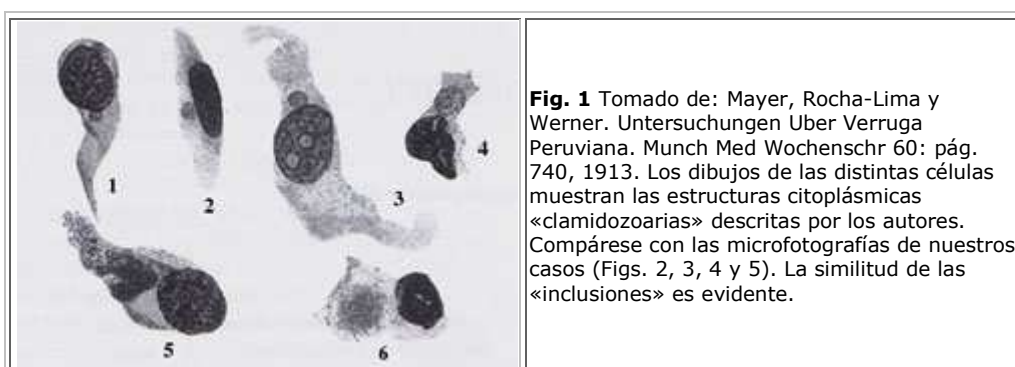 1
2
3
4
5
6
Fig. 1 Tomado de: Mayer, Rocha-Lima y
Werner. Untersuchungen Uber Verruga
Peruviana. Munch Med Wochenschr 60: pág.
740, 1913. Los dibujos de las distintas células
muestran las estructuras citoplásmicas
«clamidozoarias» descritas por los autores.
Compárese con las microfotografías de nuestros
casos (Figs. 2, 3, 4 y 5). La similitud de las
«inclusiones» es evidente.